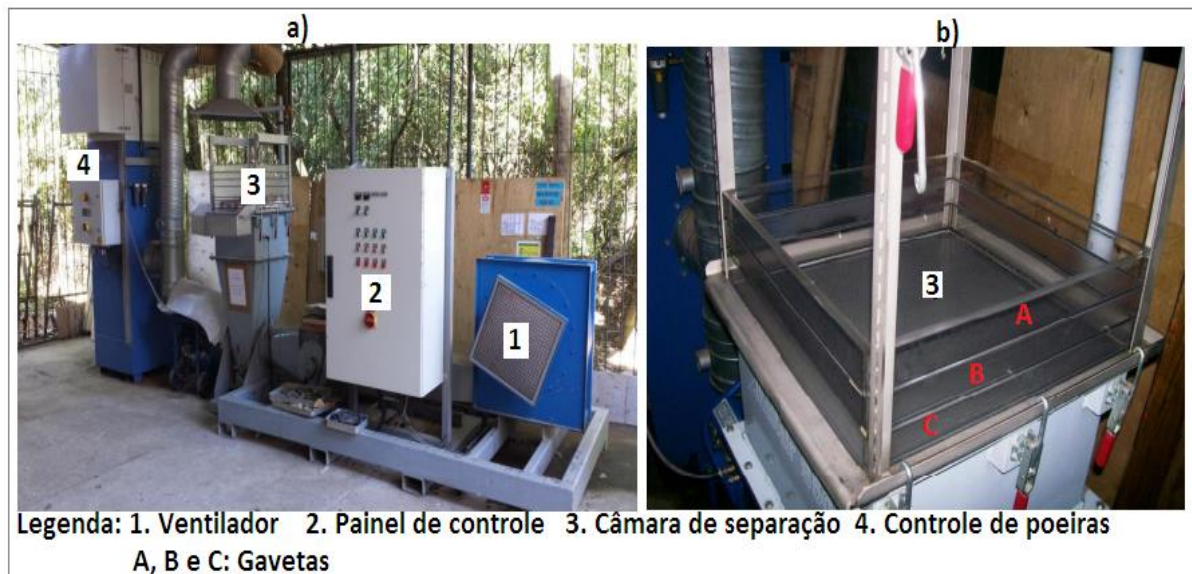 a)
b)
4
3
2
1
3
A
B
C
Legenda: 1. Ventilador 2. Painel de controle 3. Câmara de separação 4. Controle de poeiras
A, B e C: Gavetas